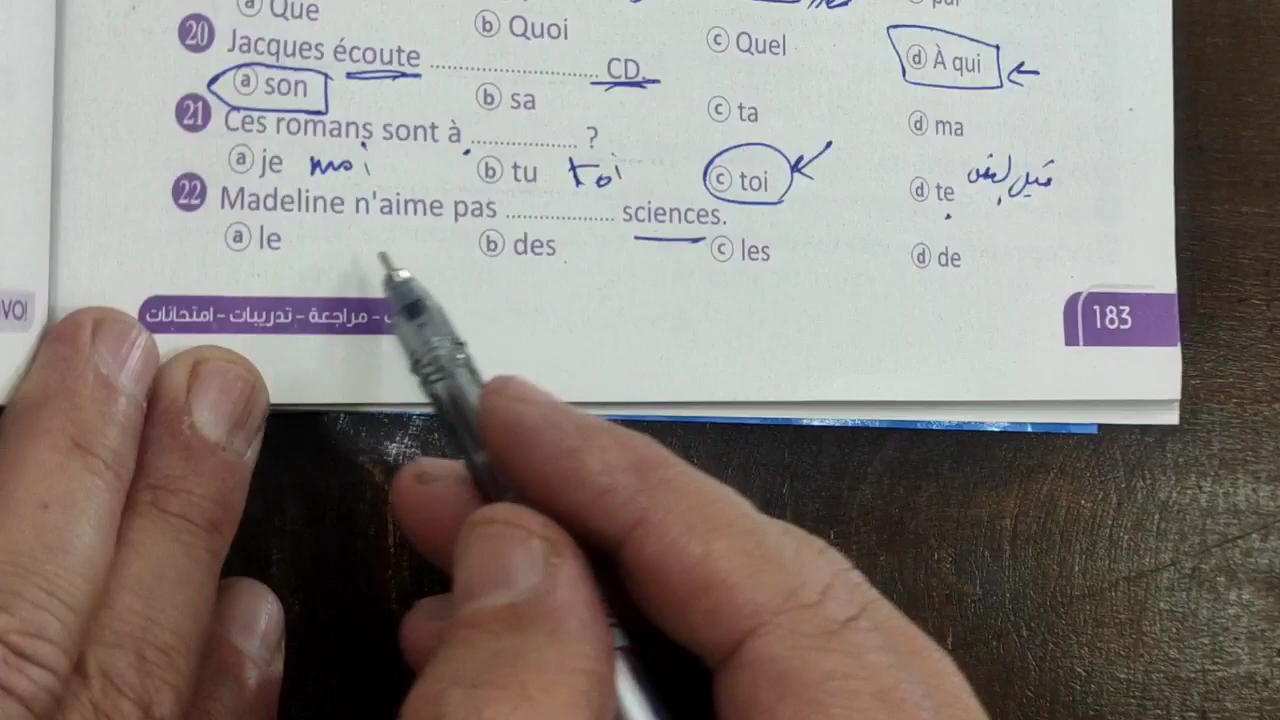 a Que b Quoi c Quel d À qui
20 Jacques écoute ........................ CD.
a son b sa c ta d ma
21 Ces romans sont à ............... ?
a je moi b tu toi c toi d te
22 Madeline n'aime pas ............... sciences.
a le b des c les d de
مراجعة - تدريبات - امتحانات
183
VO!